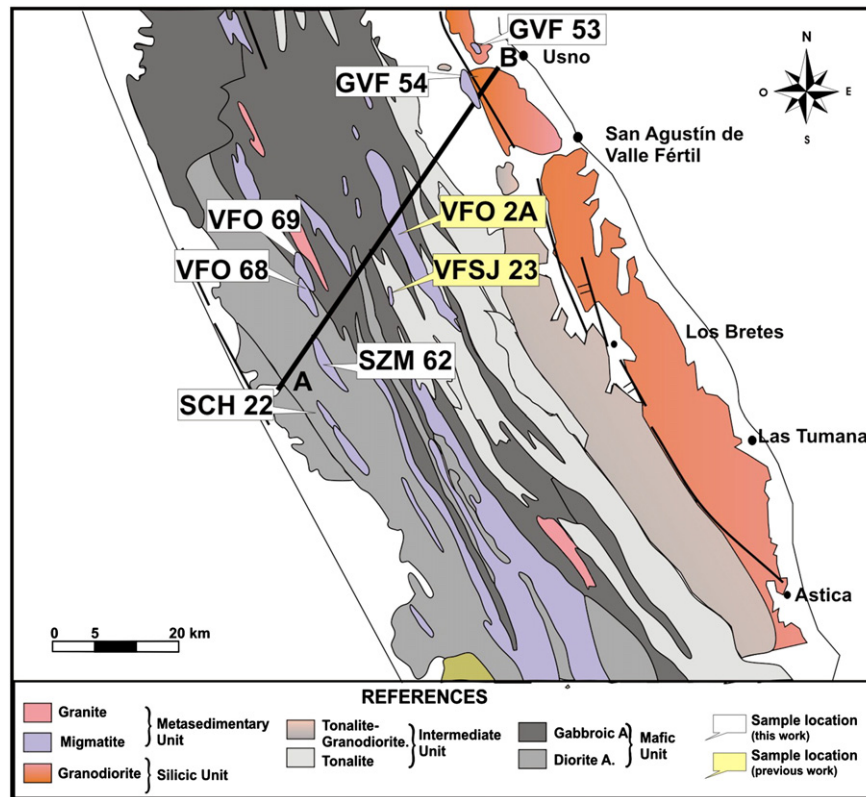 GVF 53
B
Usno
GVF 54
N
O
E
S
San Agustín de
Valle Fértil
VFO 69
VFO 2A
VFO 68
VFSJ 23
Los Bretes
SZM 62
A
SCH 22
Las Tumana
Astica
0 5 20 km
REFERENCES
Granite
Migmatite
Metasedimentary
Unit
Granodiorite
Silicic Unit
Tonalite-
Granodiorite.
Tonalite
Intermediate
Unit
Gabbroic A
Diorite A.
Mafic
Unit
Sample location
(this work)
Sample location
(previous work)